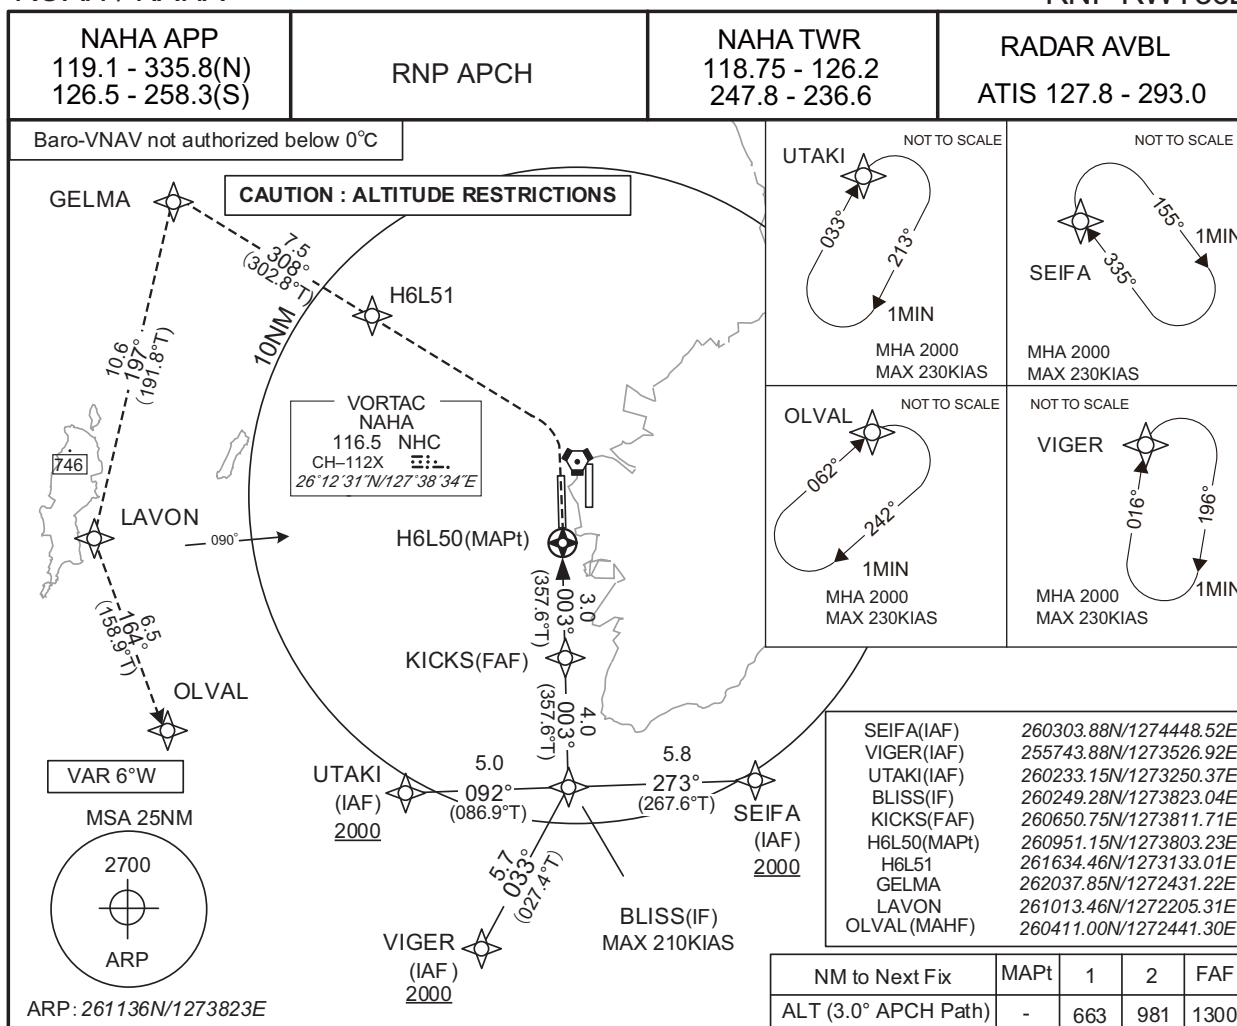 NAHA APP
119.1 - 335.8(N)
126.5 - 258.3(S)
RNP APCH
NAHA TWR
118.75 - 126.2
247.8 - 236.6
RADAR AVBL
ATIS 127.8 - 293.0
Baro-VNAV not authorized below 0°C
CAUTION : ALTITUDE RESTRICTIONS
GELMA
7.5
308°
(302.8°T)
H6L51
10NM
10.6
197°
(191.8°T)
VORTAC
NAHA
116.5 NHC
CH–112X
26°12´31˝N/127°38´34˝E
746
LAVON
090°
H6L50(MAPt)
3.0
003°
(357.6°T)
6.5
164°
(158.9°T)
KICKS(FAF)
OLVAL
4.0
003°
(357.6°T)
VAR 6°W
UTAKI
(IAF)
2000
5.0
092°
(086.9°T)
5.8
273°
(267.6°T)
SEIFA
(IAF)
2000
MSA 25NM
2700
ARP
5.7
033°
(027.4°T)
BLISS(IF)
MAX 210KIAS
VIGER
(IAF)
2000
ARP: 261136N/1273823E
NOT TO SCALE
UTAKI
033°
213°
1MIN
MHA 2000
MAX 230KIAS
NOT TO SCALE
SEIFA
155°
335°
1MIN
MHA 2000
MAX 230KIAS
NOT TO SCALE
OLVAL
062°
242°
1MIN
MHA 2000
MAX 230KIAS
NOT TO SCALE
VIGER
016°
196°
1MIN
MHA 2000
MAX 230KIAS
SEIFA(IAF) 260303.88N/1274448.52E
VIGER(IAF) 255743.88N/1273526.92E
UTAKI(IAF) 260233.15N/1273250.37E
BLISS(IF) 260249.28N/1273823.04E
KICKS(FAF) 260650.75N/1273811.71E
H6L50(MAPt) 260951.15N/1273803.23E
H6L51 261634.46N/1273133.01E
GELMA 262037.85N/1272431.22E
LAVON 261013.46N/1272205.31E
OLVAL(MAHF) 260411.00N/1272441.30E
NM to Next Fix MAPt 1 2 FAF
ALT (3.0° APCH Path) - 663 981 1300